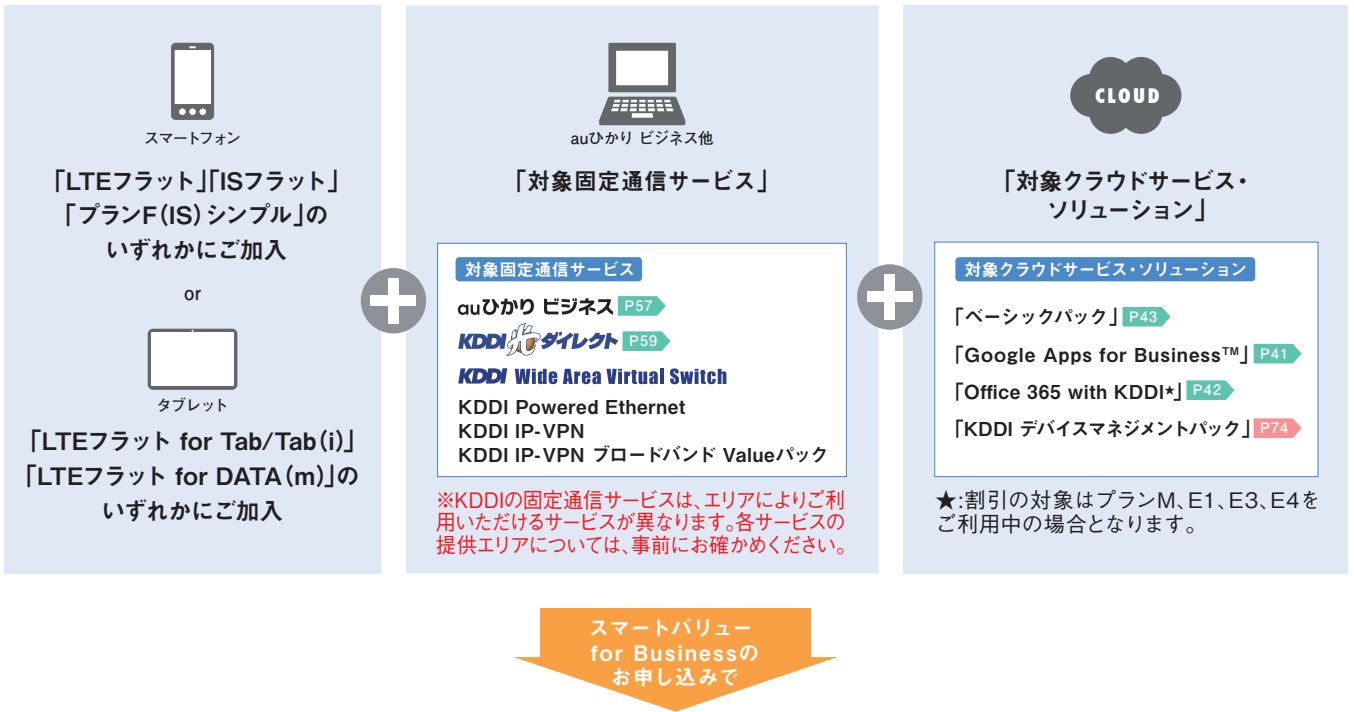 スマートフォン
「LTEフラット」「ISフラット」
「プランF(IS)シンプル」の
いずれかにご加入
or
タブレット
「LTEフラット for Tab/Tab(i)」
「LTEフラット for DATA(m)」の
いずれかにご加入
auひかり ビジネス他
「対象固定通信サービス」
対象固定通信サービス
auひかり ビジネス P57
KDDI光ダイレクト P59
KDDI Wide Area Virtual Switch
KDDI Powered Ethernet
KDDI IP-VPN
KDDI IP-VPN ブロードバンド Valueパック
※KDDIの固定通信サービスは、エリアによりご利
用いただけるサービスが異なります。各サービスの
提供エリアについては、事前にお確かめください。
CLOUD
「対象クラウドサービス・
ソリューション」
対象クラウドサービス・ソリューション
「ベーシックパック」 P43
「Google Apps for Business™」 P41
「Office 365 with KDDI★」 P42
「KDDI デバイスマネジメントパック」 P74
★:割引の対象はプランM、E1、E3、E4を
ご利用中の場合となります。
スマートバリュー
for Businessの
お申し込みで